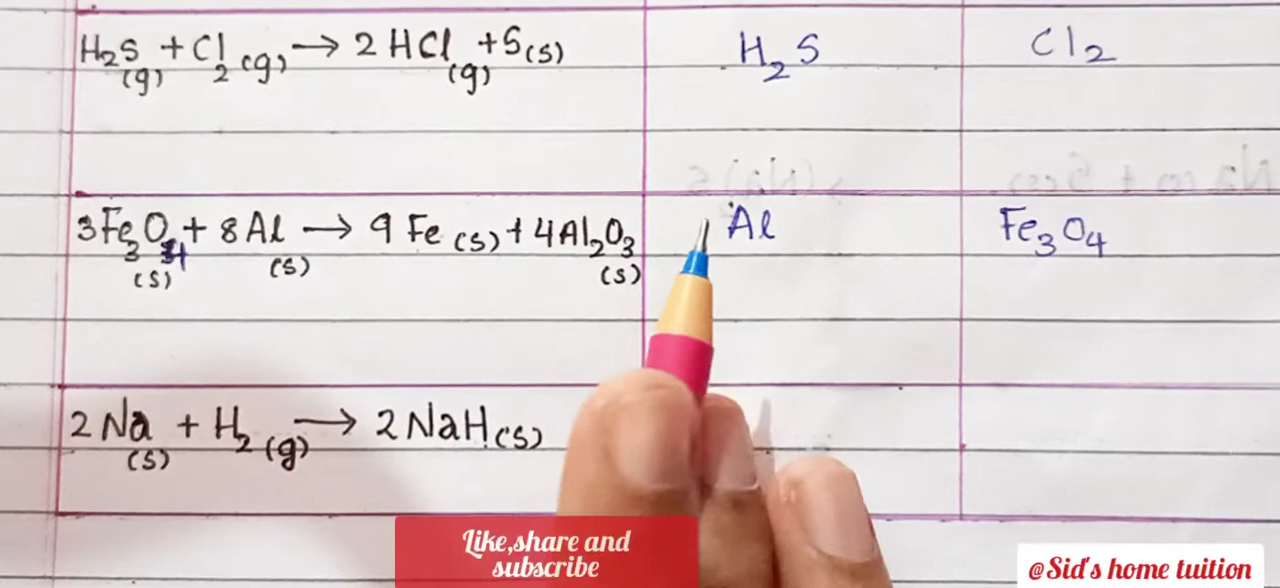 H₂S(g) + Cl₂(g) → 2HCl(g) + S(s) H₂S Cl₂
3Fe₃O₄(s) + 8Al(s) → 9Fe(s) + 4Al₂O₃(s) Al Fe₃O₄
2Na(s) + H₂(g) → 2NaH(s)
Like,share and
subscribe
@Sid's home tuition